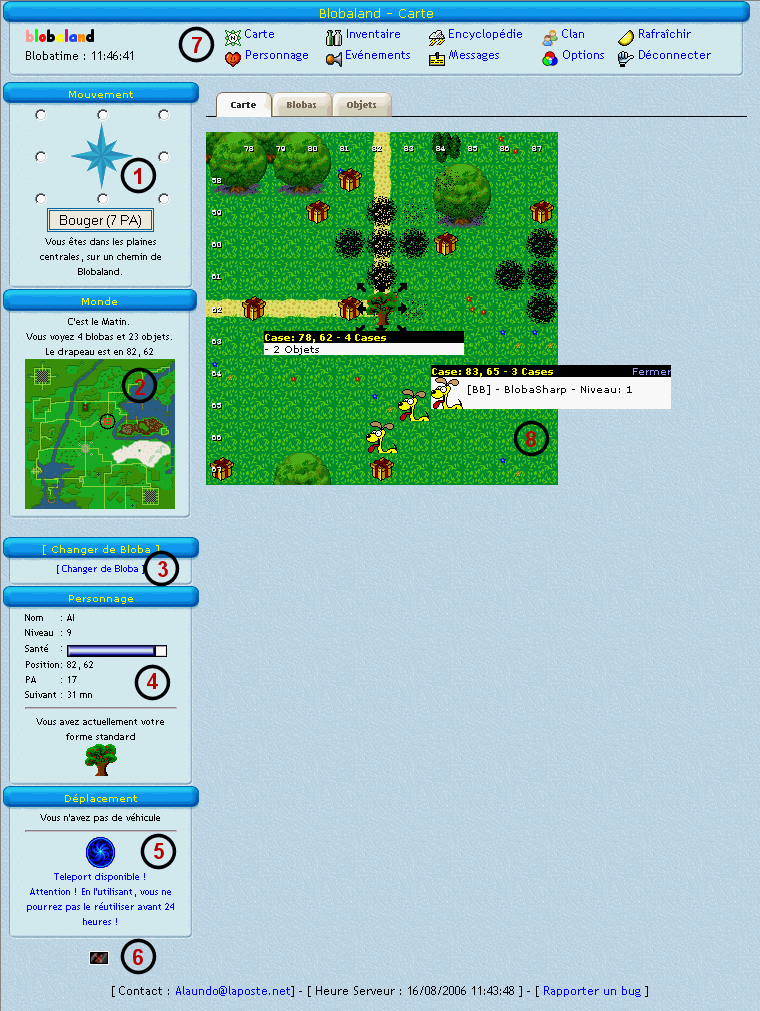 Blobaland - Carte
blobaland
Blobatime : 11:46:41
7
Carte
Inventaire
Encyclopédie
Clan
Rafraîchir
Personnage
Evénements
Messages
Options
Déconnecter
Mouvement
1
Bouger (7 PA)
Vous êtes dans les plaines
centrales, sur un chemin de
Blobaland.
Monde
C'est le Matin.
Vous voyez 4 blobas et 23 objets.
Le drapeau est en 82, 62
2
[ Changer de Bloba ]
[Changer de Bloba ]
3
Personnage
Nom : Al
Niveau : 9
Santé :
Position: 82, 62
PA : 17
Suivant : 31 mn
4
Vous avez actuellement votre
forme standard
Déplacement
Vous n'avez pas de véhicule
5
Teleport disponible !
Attention ! En l'utilisant, vous ne
pourrez pas le réutiliser avant 24
heures !
6
Carte Blobas Objets
78 79 80 81 82 83 84 85 86 87
58
59
60
61
62
63
Case: 78, 62 - 4 Cases
- 2 Objets
64
Case: 83, 65 - 3 Cases Fermer
[BB] - BlobaSharp - Niveau: 1
65
66
8
67
[ Contact : Alaundo@laposte.net] - [ Heure Serveur : 16/08/2006 11:43:48 ] - [ Rapporter un bug ]